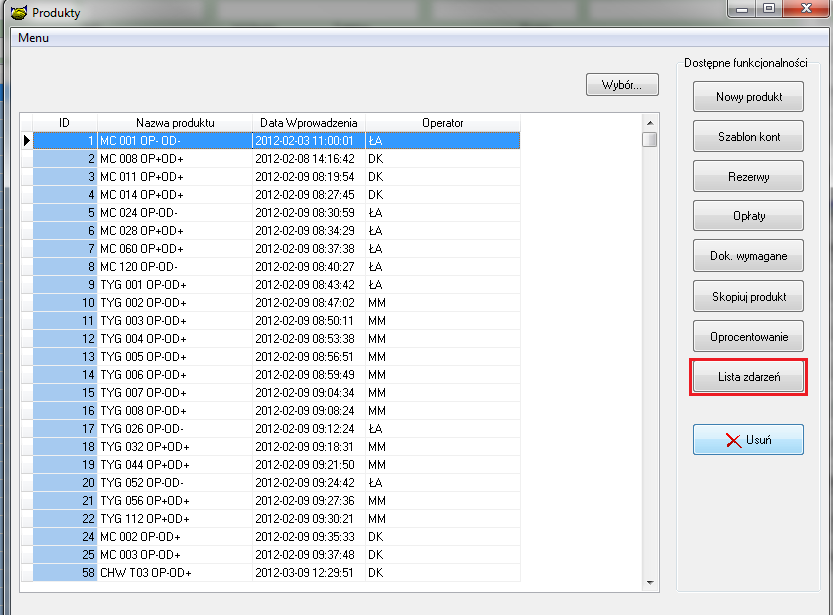 Produkty
Menu
Dostępne funkcjonalności
Wybór...
Nowy produkt
Szablon kont
Rezerwy
Opłaty
Dok. wymagane
Skopiuj produkt
Oprocentowanie
Lista zdarzeń
Usuń
ID Nazwa produktu Data Wprowadzenia Operator
1 MC 001 OP- OD- 2012-02-03 11:00:01 ŁA
2 MC 008 OP+OD+ 2012-02-08 14:16:42 DK
3 MC 011 OP+OD+ 2012-02-09 08:19:54 DK
4 MC 014 OP+OD+ 2012-02-09 08:27:45 DK
5 MC 024 OP-OD- 2012-02-09 08:30:59 ŁA
6 MC 028 OP+OD+ 2012-02-09 08:34:29 ŁA
7 MC 060 OP+OD+ 2012-02-09 08:37:38 ŁA
8 MC 120 OP-OD- 2012-02-09 08:40:27 ŁA
9 TYG 001 OP-OD+ 2012-02-09 08:43:42 ŁA
10 TYG 002 OP-OD+ 2012-02-09 08:47:02 MM
11 TYG 003 OP-OD+ 2012-02-09 08:50:11 MM
12 TYG 004 OP-OD+ 2012-02-09 08:53:38 MM
13 TYG 005 OP-OD+ 2012-02-09 08:56:51 MM
14 TYG 006 OP-OD+ 2012-02-09 08:59:49 MM
15 TYG 007 OP-OD+ 2012-02-09 09:04:34 MM
16 TYG 008 OP-OD+ 2012-02-09 09:08:24 MM
17 TYG 026 OP-OD- 2012-02-09 09:12:24 ŁA
18 TYG 032 OP+OD+ 2012-02-09 09:18:31 MM
19 TYG 044 OP+OD+ 2012-02-09 09:21:50 MM
20 TYG 052 OP-OD- 2012-02-09 09:24:42 ŁA
21 TYG 056 OP+OD+ 2012-02-09 09:27:36 MM
22 TYG 112 OP+OD+ 2012-02-09 09:30:21 MM
24 MC 002 OP-OD+ 2012-02-09 09:35:33 DK
25 MC 003 OP-OD+ 2012-02-09 09:37:48 DK
58 CHW T03 OP-OD+ 2012-03-09 12:29:51 DK